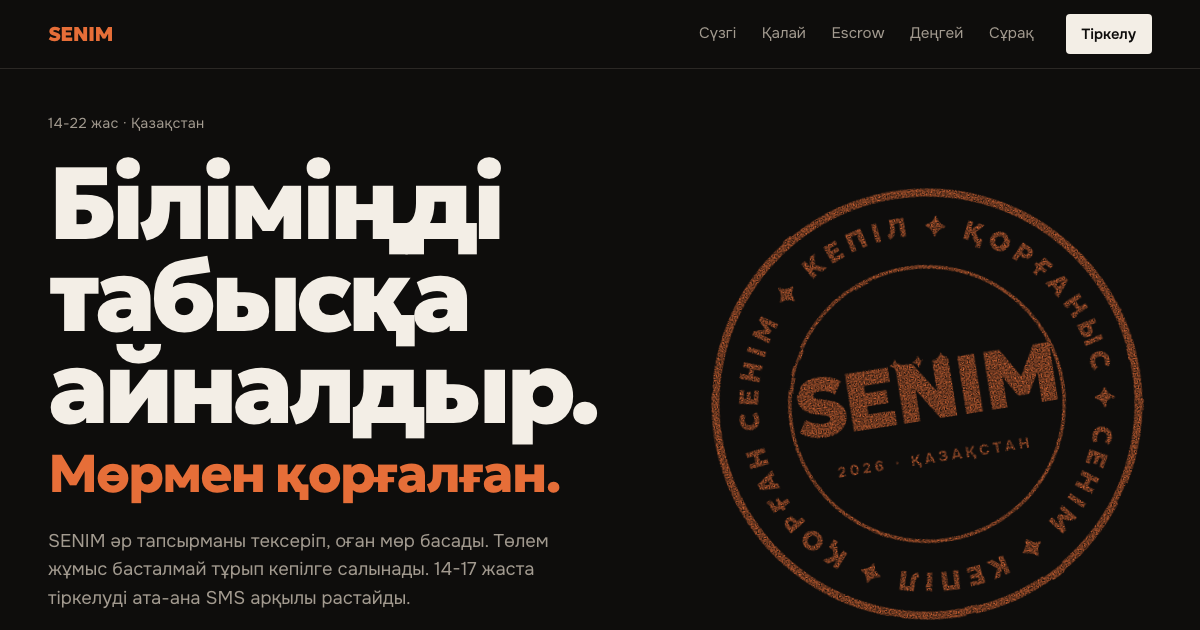 SENIM
Сүзгі
Қалай
Escrow
Деңгей
Сұрақ
Тіркелу
14-22 жас · Қазақстан
Біліміңді
табысқа
айналдыр.
Мөрмен қорғалған.
SENIM әр тапсырманы тексеріп, оған мөр басады. Төлем
жұмыс басталмай тұрып кепілге салынады. 14-17 жаста
тіркелуді ата-ана SMS арқылы растайды.
СЕНІМ ✦ КЕПІЛ ✦ ҚОРҒАНЫС ✦ СЕНІМ ✦ КЕПІЛ ✦ ҚОРҒАН
SENIM
2026 · ҚАЗАҚСТАН